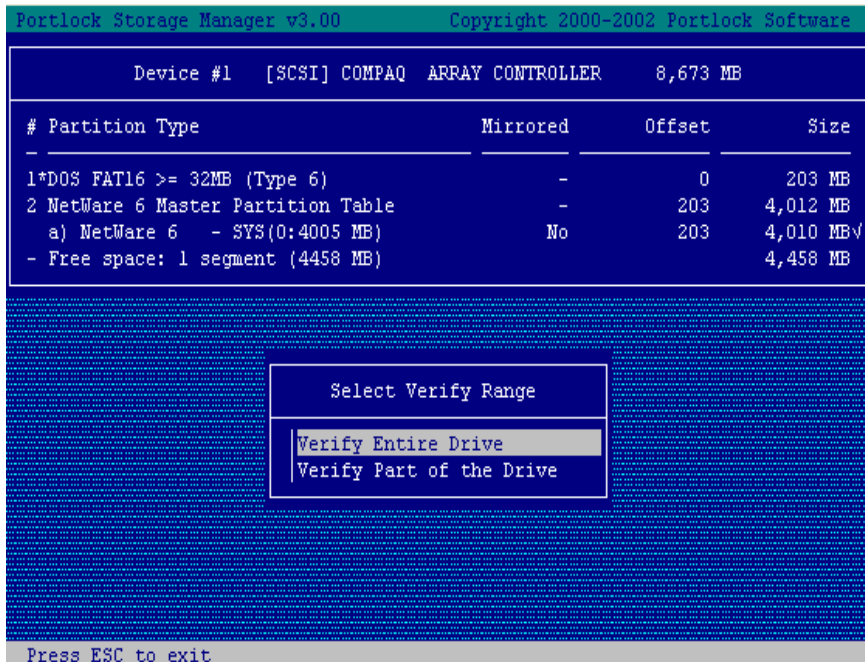 Portlock Storage Manager v3.00 Copyright 2000-2002 Portlock Software
Device #1 [SCSI] COMPAQ ARRAY CONTROLLER 8,673 MB
# Partition Type Mirrored Offset Size
1*DOS FAT16 >= 32MB (Type 6) - 0 203 MB
2 NetWare 6 Master Partition Table - 203 4,012 MB
a) NetWare 6 - SYS(0:4005 MB) No 203 4,010 MB√
- Free space: 1 segment (4458 MB) 4,458 MB
Select Verify Range
Verify Entire Drive
Verify Part of the Drive
Press ESC to exit